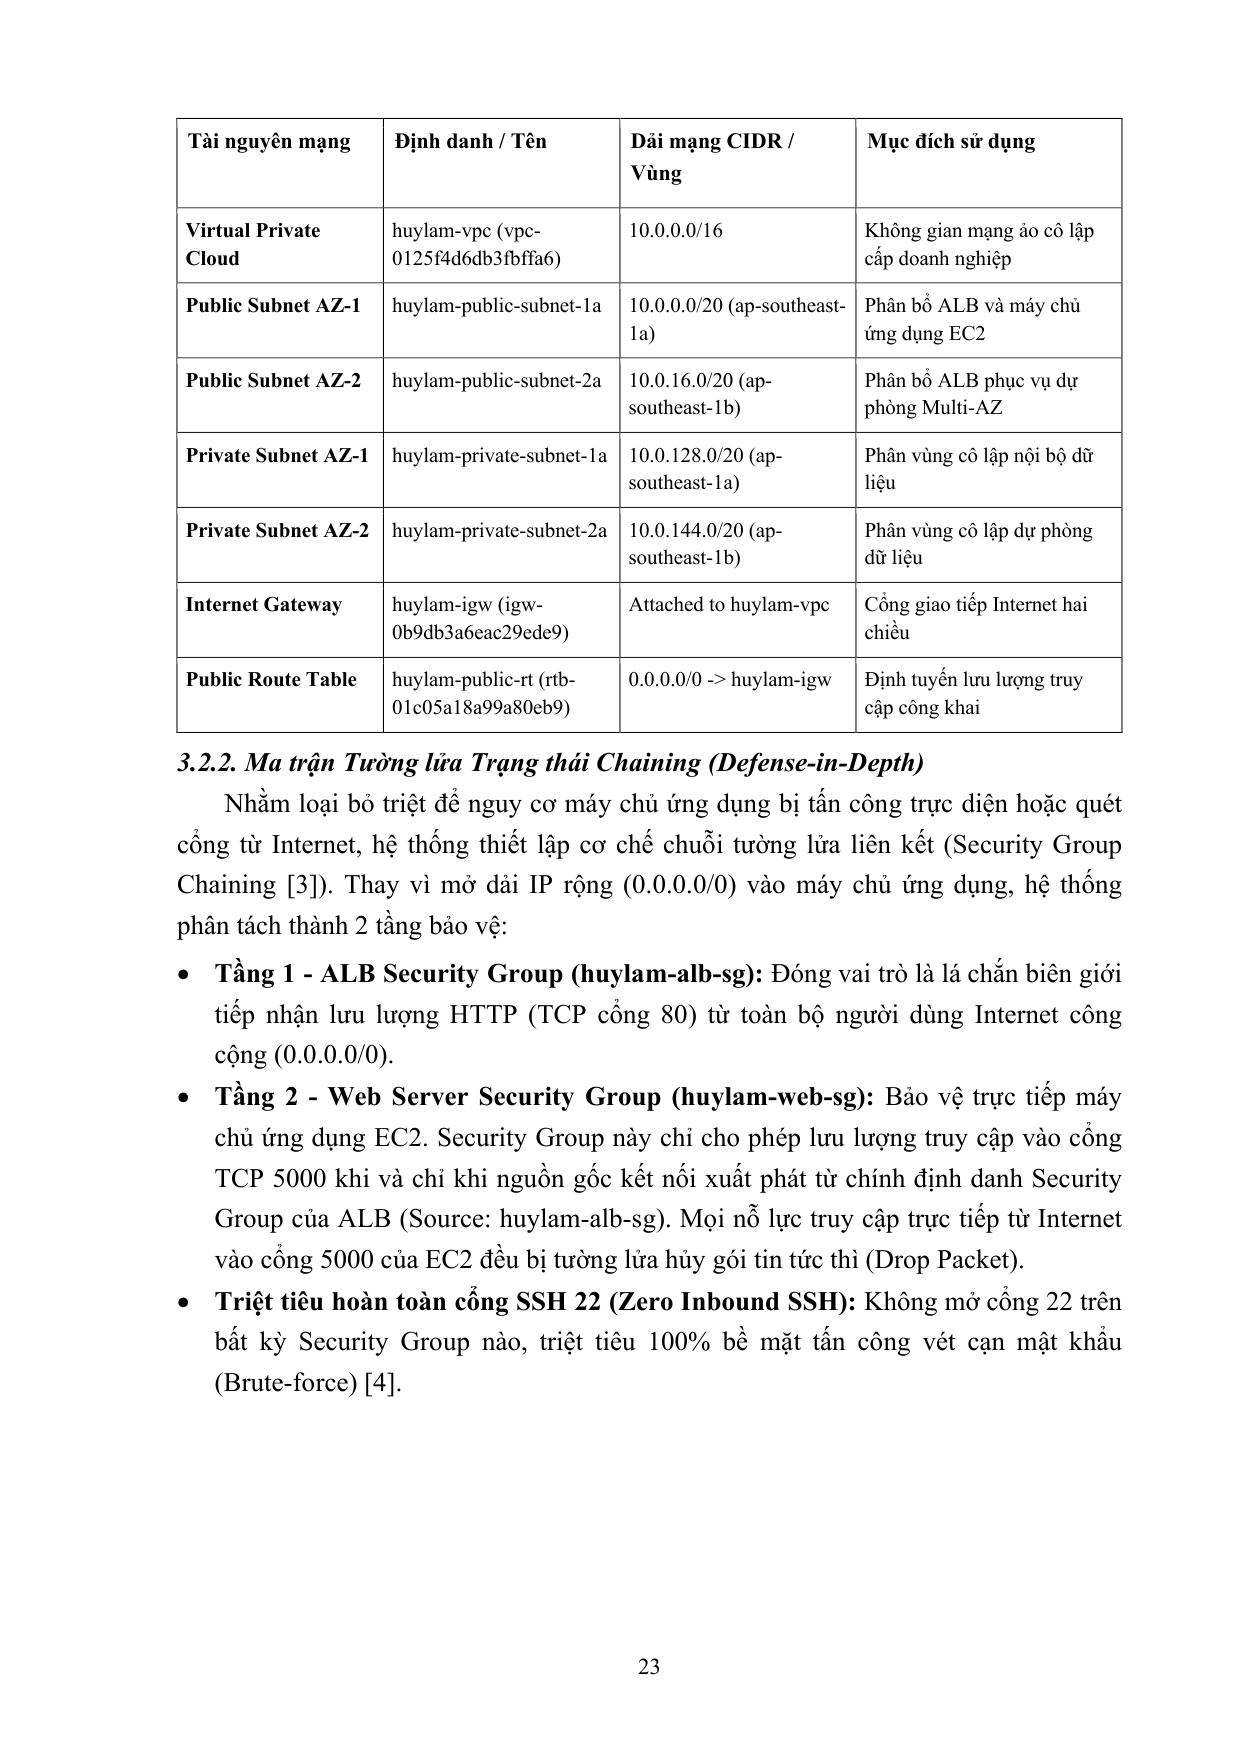 Tài nguyên mạng
Định danh / Tên
Dải mạng CIDR /
Vùng
Mục đích sử dụng
Virtual Private
Cloud
huylam-vpc (vpc-
0125f4d6db3fbffa6)
10.0.0.0/16
Không gian mạng ảo cô lập
cấp doanh nghiệp
Public Subnet AZ-1
huylam-public-subnet-1a
10.0.0.0/20 (ap-southeast-
1a)
Phân bổ ALB và máy chủ
ứng dụng EC2
Public Subnet AZ-2
huylam-public-subnet-2a
10.0.16.0/20 (ap-
southeast-1b)
Phân bổ ALB phục vụ dự
phòng Multi-AZ
Private Subnet AZ-1
huylam-private-subnet-1a
10.0.128.0/20 (ap-
southeast-1a)
Phân vùng cô lập nội bộ dữ
liệu
Private Subnet AZ-2
huylam-private-subnet-2a
10.0.144.0/20 (ap-
southeast-1b)
Phân vùng cô lập dự phòng
dữ liệu
Internet Gateway
huylam-igw (igw-
0b9db3a6eac29ede9)
Attached to huylam-vpc
Cổng giao tiếp Internet hai
chiều
Public Route Table
huylam-public-rt (rtb-
01c05a18a99a80eb9)
0.0.0.0/0 -> huylam-igw
Định tuyến lưu lượng truy
cập công khai
3.2.2. Ma trận Tường lửa Trạng thái Chaining (Defense-in-Depth)
Nhằm loại bỏ triệt để nguy cơ máy chủ ứng dụng bị tấn công trực diện hoặc quét
cổng từ Internet, hệ thống thiết lập cơ chế chuỗi tường lửa liên kết (Security Group
Chaining [3]). Thay vì mở dải IP rộng (0.0.0.0/0) vào máy chủ ứng dụng, hệ thống
phân tách thành 2 tầng bảo vệ:
• Tầng 1 - ALB Security Group (huylam-alb-sg): Đóng vai trò là lá chắn biên giới
tiếp nhận lưu lượng HTTP (TCP cổng 80) từ toàn bộ người dùng Internet công
cộng (0.0.0.0/0).
• Tầng 2 - Web Server Security Group (huylam-web-sg): Bảo vệ trực tiếp máy
chủ ứng dụng EC2. Security Group này chỉ cho phép lưu lượng truy cập vào cổng
TCP 5000 khi và chỉ khi nguồn gốc kết nối xuất phát từ chính định danh Security
Group của ALB (Source: huylam-alb-sg). Mọi nỗ lực truy cập trực tiếp từ Internet
vào cổng 5000 của EC2 đều bị tường lửa hủy gói tin tức thì (Drop Packet).
• Triệt tiêu hoàn toàn cổng SSH 22 (Zero Inbound SSH): Không mở cổng 22 trên
bất kỳ Security Group nào, triệt tiêu 100% bề mặt tấn công vét cạn mật khẩu
(Brute-force) [4].
23